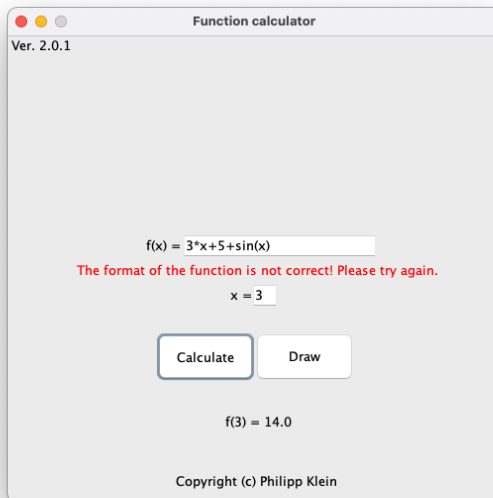 Function calculator
Ver. 2.0.1
f(x) = 3*x+5+sin(x)
The format of the function is not correct! Please try again.
x = 3
Calculate Draw
f(3) = 14.0
Copyright (c) Philipp Klein